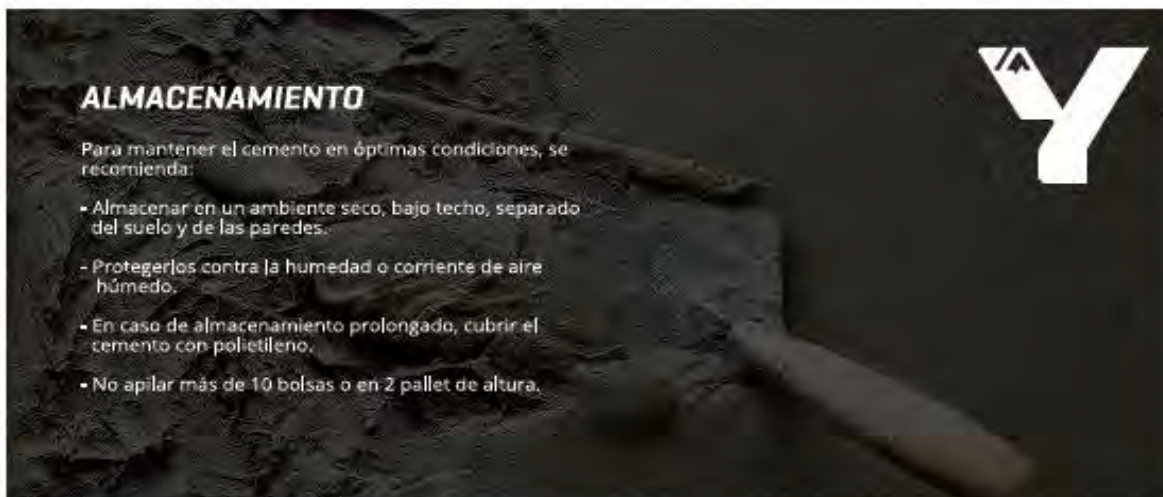 ALMACENAMIENTO
Para mantener el cemento en óptimas condiciones, se
recomienda:
- Almacenar en un ambiente seco, bajo techo, separado
del suelo y de las paredes.
- Protegerlos contra la humedad o corriente de aire
húmedo.
- En caso de almacenamiento prolongado, cubrir el
cemento con polietileno.
- No apilar más de 10 bolsas o en 2 pallet de altura.
Y